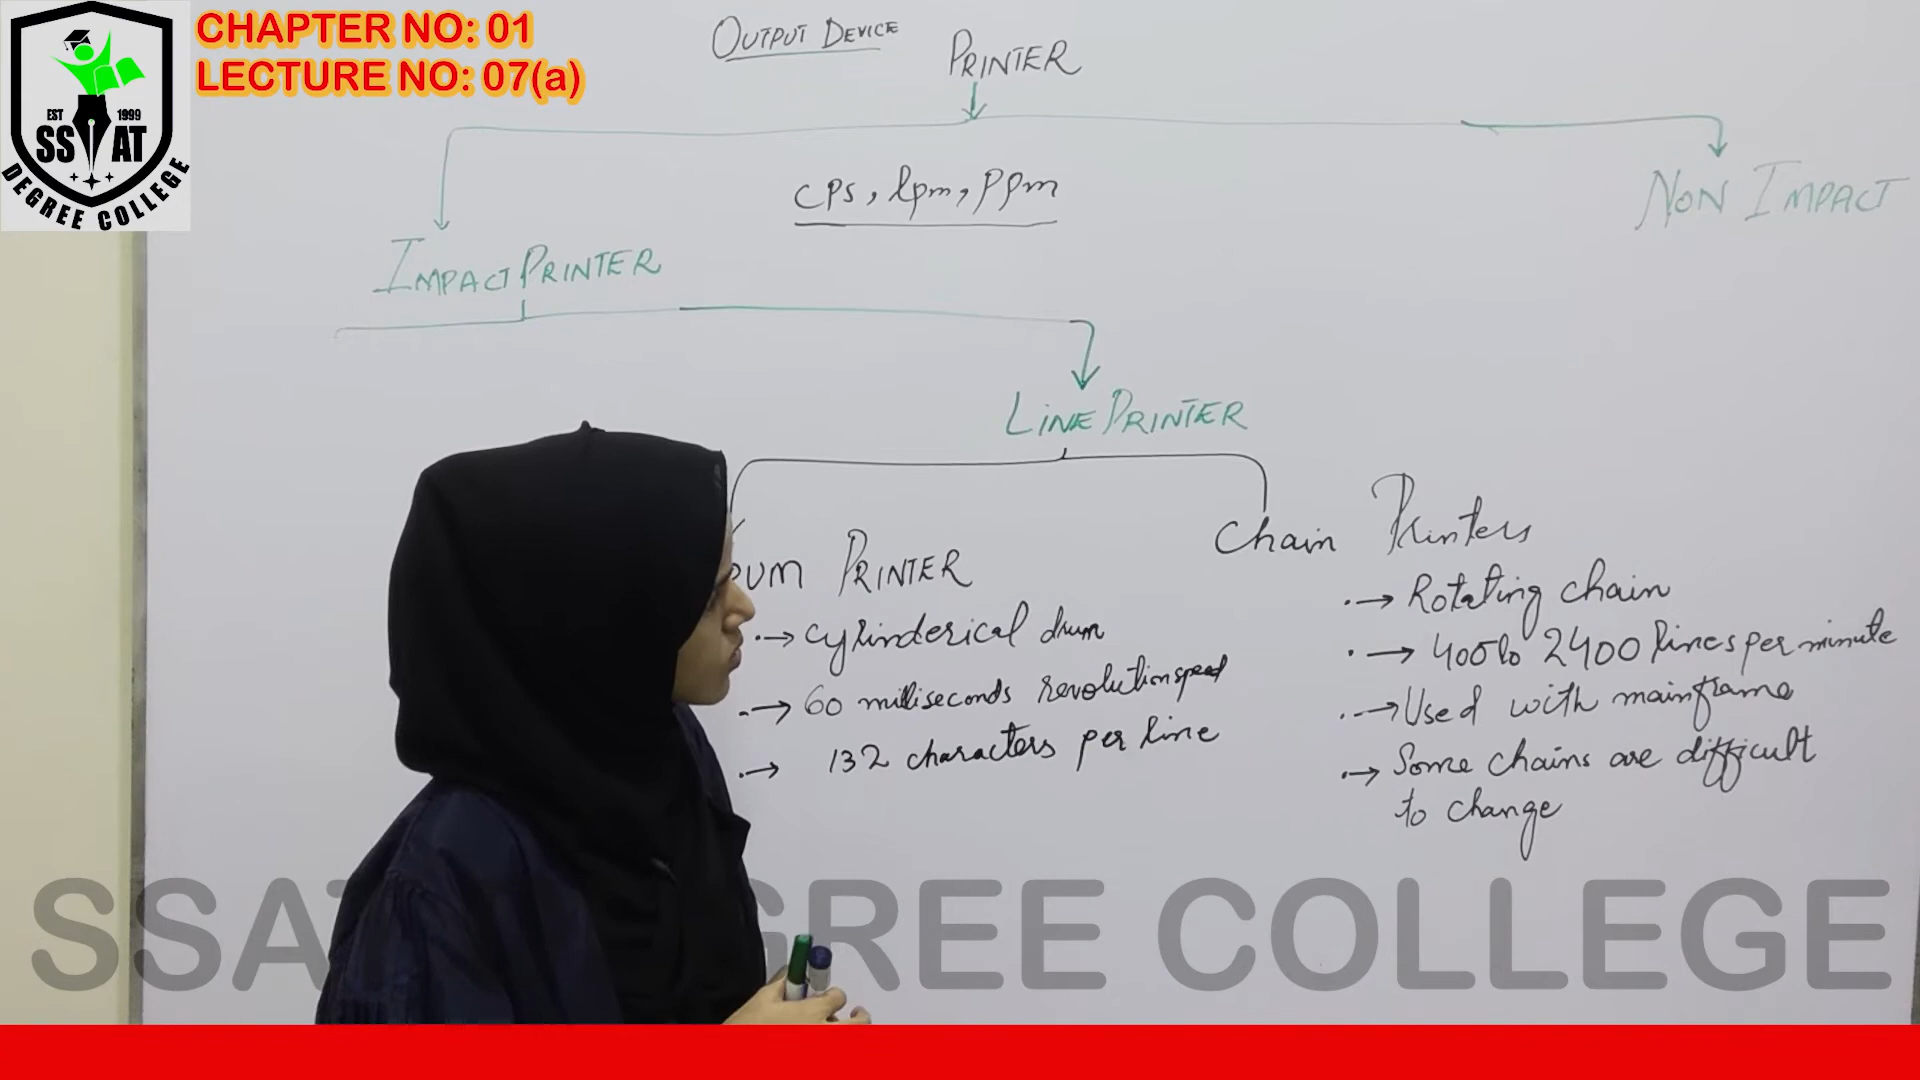 CHAPTER NO: 01
LECTURE NO: 07(a)
EST 1999
SS AT
DEGREE COLLEGE
OUTPUT DEVICE
PRINTER
cps, lpm, ppm
NON IMPACT
IMPACT PRINTER
LINE PRINTER
UM PRINTER
Chain Printers
.→ cylinderical drum
.→ 60 milliseconds revolution speed
.→ 132 characters per line
.→ Rotating chain
.→ 400 to 2400 lines per minute
.→ Used with mainframe
.→ Some chains are difficult
to change
SSAT DEGREE COLLEGE